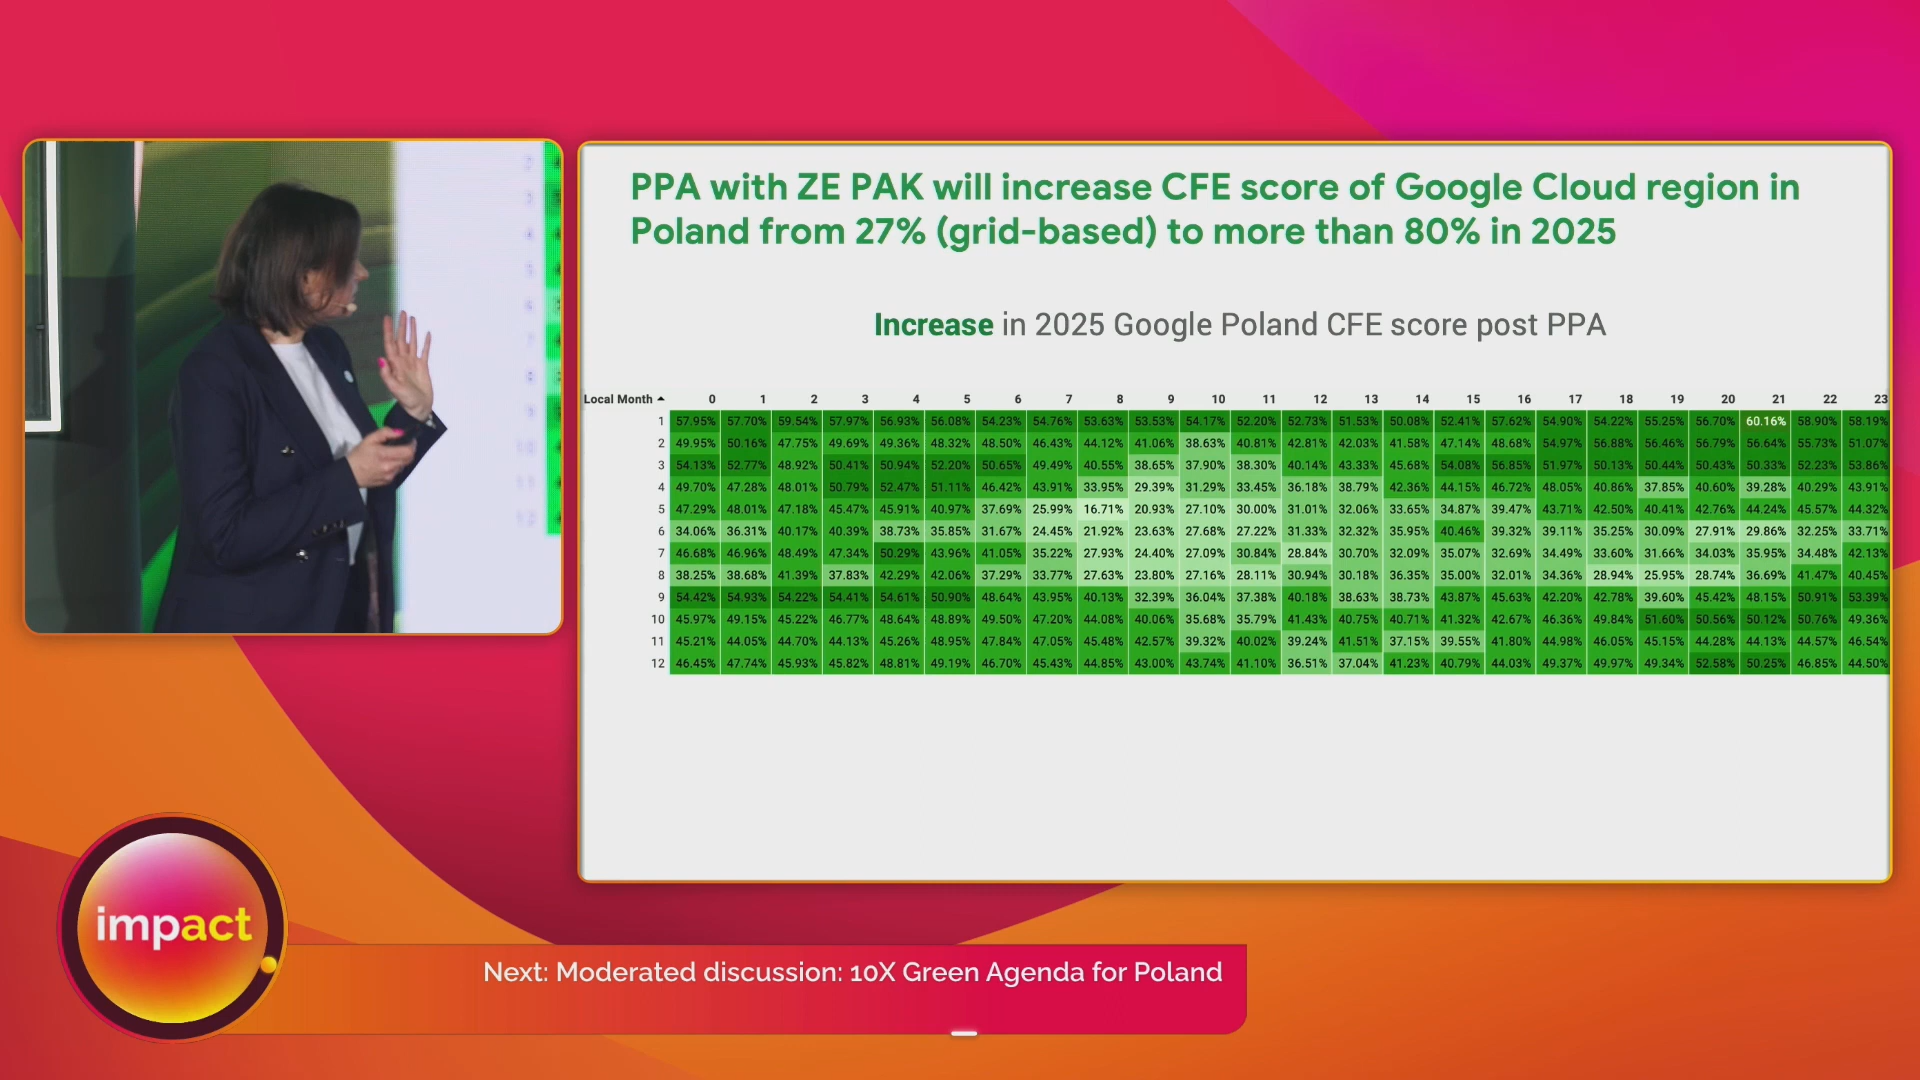 PPA with ZE PAK will increase CFE score of Google Cloud region in
Poland from 27% (grid-based) to more than 80% in 2025
Increase in 2025 Google Poland CFE score post PPA
Local Month 0 1 2 3 4 5 6 7 8 9 10 11 12 13 14 15 16 17 18 19 20 21 22 23
1 57.95% 57.70% 59.54% 57.97% 56.93% 56.08% 54.23% 54.76% 53.63% 53.53% 54.17% 52.20% 52.73% 51.53% 50.08% 52.41% 57.62% 54.90% 54.22% 55.25% 56.70% 60.16% 58.90% 58.19%
2 49.95% 50.16% 47.75% 49.69% 49.36% 48.32% 48.50% 46.43% 44.12% 41.06% 38.63% 40.81% 42.81% 42.03% 41.58% 47.14% 48.68% 54.97% 56.88% 56.46% 56.79% 56.64% 55.73% 51.07%
3 54.13% 52.77% 48.92% 50.41% 50.94% 52.20% 50.65% 49.49% 40.55% 38.65% 37.90% 38.30% 40.14% 43.33% 45.68% 54.08% 56.85% 51.97% 50.13% 50.44% 50.43% 50.33% 52.23% 53.86%
4 49.70% 47.28% 48.01% 50.79% 52.47% 51.11% 46.42% 43.91% 33.95% 29.39% 31.29% 33.45% 36.18% 38.79% 42.36% 44.15% 46.72% 48.05% 40.86% 37.85% 40.60% 39.28% 40.29% 43.91%
5 47.29% 48.01% 47.18% 45.47% 45.91% 40.97% 37.69% 25.99% 16.71% 20.93% 27.10% 30.00% 31.01% 32.06% 33.65% 34.87% 39.47% 43.71% 42.50% 40.41% 42.76% 44.24% 45.57% 44.32%
6 34.06% 36.31% 40.17% 40.39% 38.73% 35.85% 31.67% 24.45% 21.92% 23.63% 27.68% 27.22% 31.33% 32.32% 35.95% 40.46% 39.32% 39.11% 35.25% 30.09% 27.91% 29.86% 32.25% 33.71%
7 46.68% 46.96% 48.49% 47.34% 50.29% 43.96% 41.05% 35.22% 27.93% 24.40% 27.09% 30.84% 28.84% 30.70% 32.09% 35.07% 32.69% 34.49% 33.60% 31.66% 34.03% 35.95% 34.48% 42.13%
8 38.25% 38.68% 41.39% 37.83% 42.29% 42.06% 37.29% 33.77% 27.63% 23.80% 27.16% 28.11% 30.94% 30.18% 36.35% 35.00% 32.01% 34.36% 28.94% 25.95% 28.74% 36.69% 41.47% 40.45%
9 54.42% 54.93% 54.22% 54.41% 54.61% 50.90% 48.64% 43.95% 40.13% 32.39% 36.04% 37.38% 40.18% 38.63% 38.73% 43.87% 45.63% 42.20% 42.78% 39.60% 45.42% 48.15% 50.91% 53.39%
10 45.97% 49.15% 45.22% 46.77% 48.64% 48.89% 49.50% 47.20% 44.08% 40.06% 35.68% 35.79% 41.43% 40.75% 40.71% 41.32% 42.67% 46.36% 49.84% 51.60% 50.56% 50.12% 50.76% 49.36%
11 45.21% 44.05% 44.70% 44.13% 45.26% 48.95% 47.84% 47.05% 45.48% 42.57% 39.32% 40.02% 39.24% 41.51% 37.15% 39.55% 41.80% 44.98% 46.05% 45.15% 44.28% 44.13% 44.57% 46.54%
12 46.45% 47.74% 45.93% 45.82% 48.81% 49.19% 46.70% 45.43% 44.85% 43.00% 43.74% 41.10% 36.51% 37.04% 41.23% 40.79% 44.03% 49.37% 49.97% 49.34% 52.58% 50.25% 46.85% 44.50%
impact
Next: Moderated discussion: 10X Green Agenda for Poland